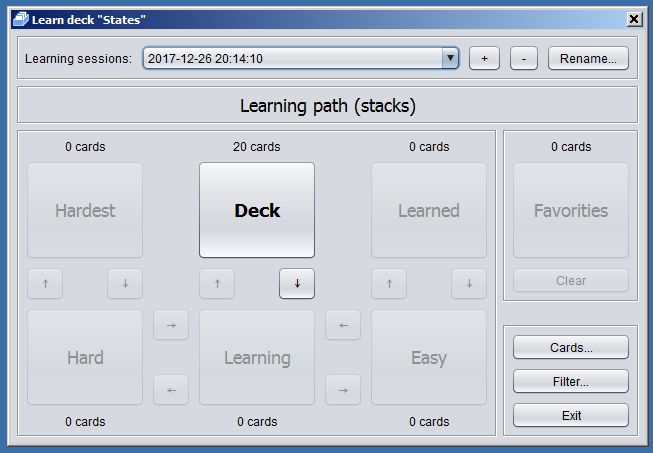 Learn deck "States"
Learning sessions: 2017-12-26 20:14:10 + - Rename...
Learning path (stacks)
0 cards 20 cards 0 cards 0 cards
Hardest Deck Learned Favorities
↑ ↓ ↑ ↓ ↑ ↓ Clear
→ ←
Hard Learning Easy
← →
0 cards 0 cards 0 cards
Cards...
Filter...
Exit